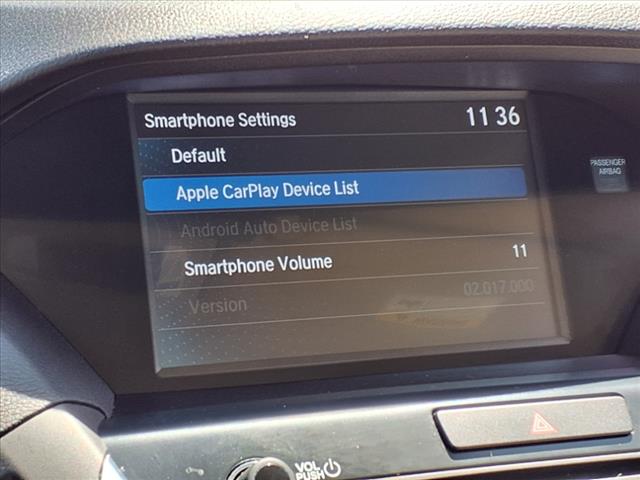 Smartphone Settings 11 36
Default
Apple CarPlay Device List
Android Auto Device List
Smartphone Volume 11
Version 02.017.000
PASSENGER
AIRBAG
VOL
PUSH